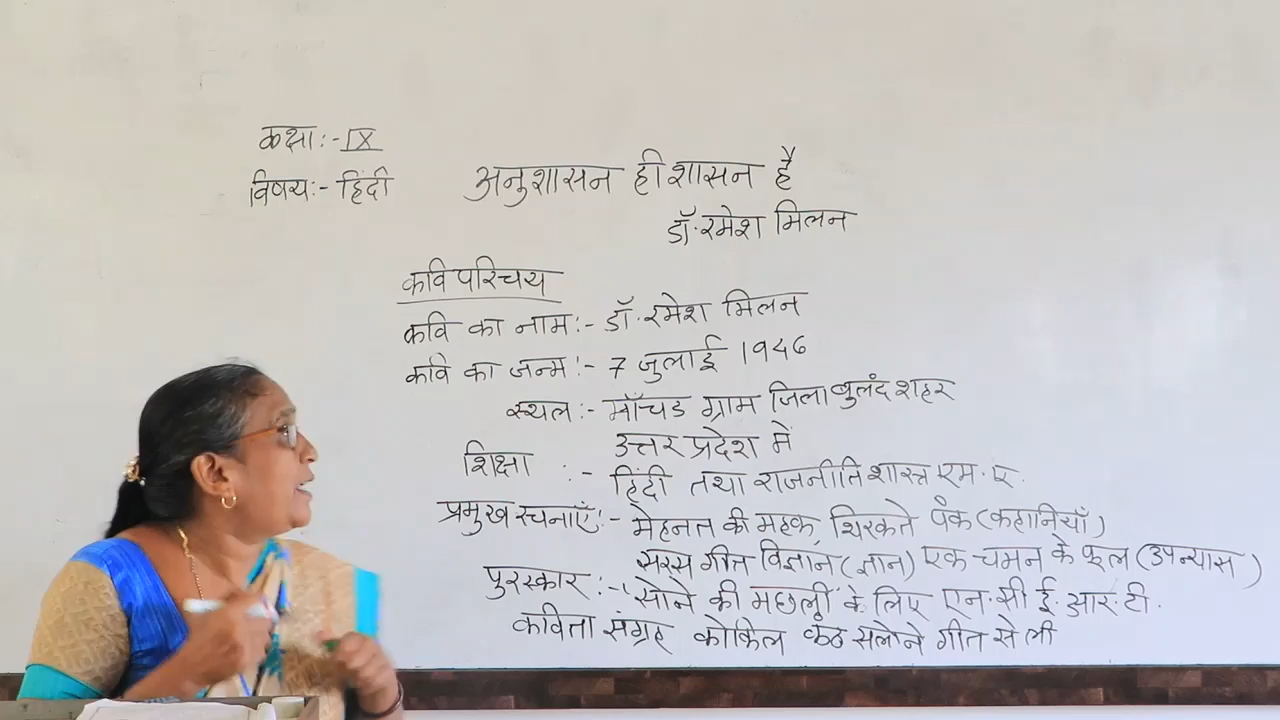 कक्षा:- IX
विषय:- हिंदी
अनुशासन ही शासन है
डॉ. रमेश मिलन
कवि परिचय
कवि का नाम:- डॉ. रमेश मिलन
कवि का जन्म:- 7 जुलाई 1946
स्थल:- मॉंचड ग्राम जिला बुलंद शहर
उत्तर प्रदेश में
शिक्षा :- हिंदी तथा राजनीति शास्त्र एम. ए.
प्रमुख रचनाएँ:- मेहनत की महक, थिरकते पंक (कहानियाँ)
सरस गीत विज्ञान (ज्ञान) एक चमन के फूल (उपन्यास)
पुरस्कार:- 'सोने की मछली' के लिए एन. सी ई. आर. टी.
कविता संग्रह कोकिल कंठ सलोने गीत से ली